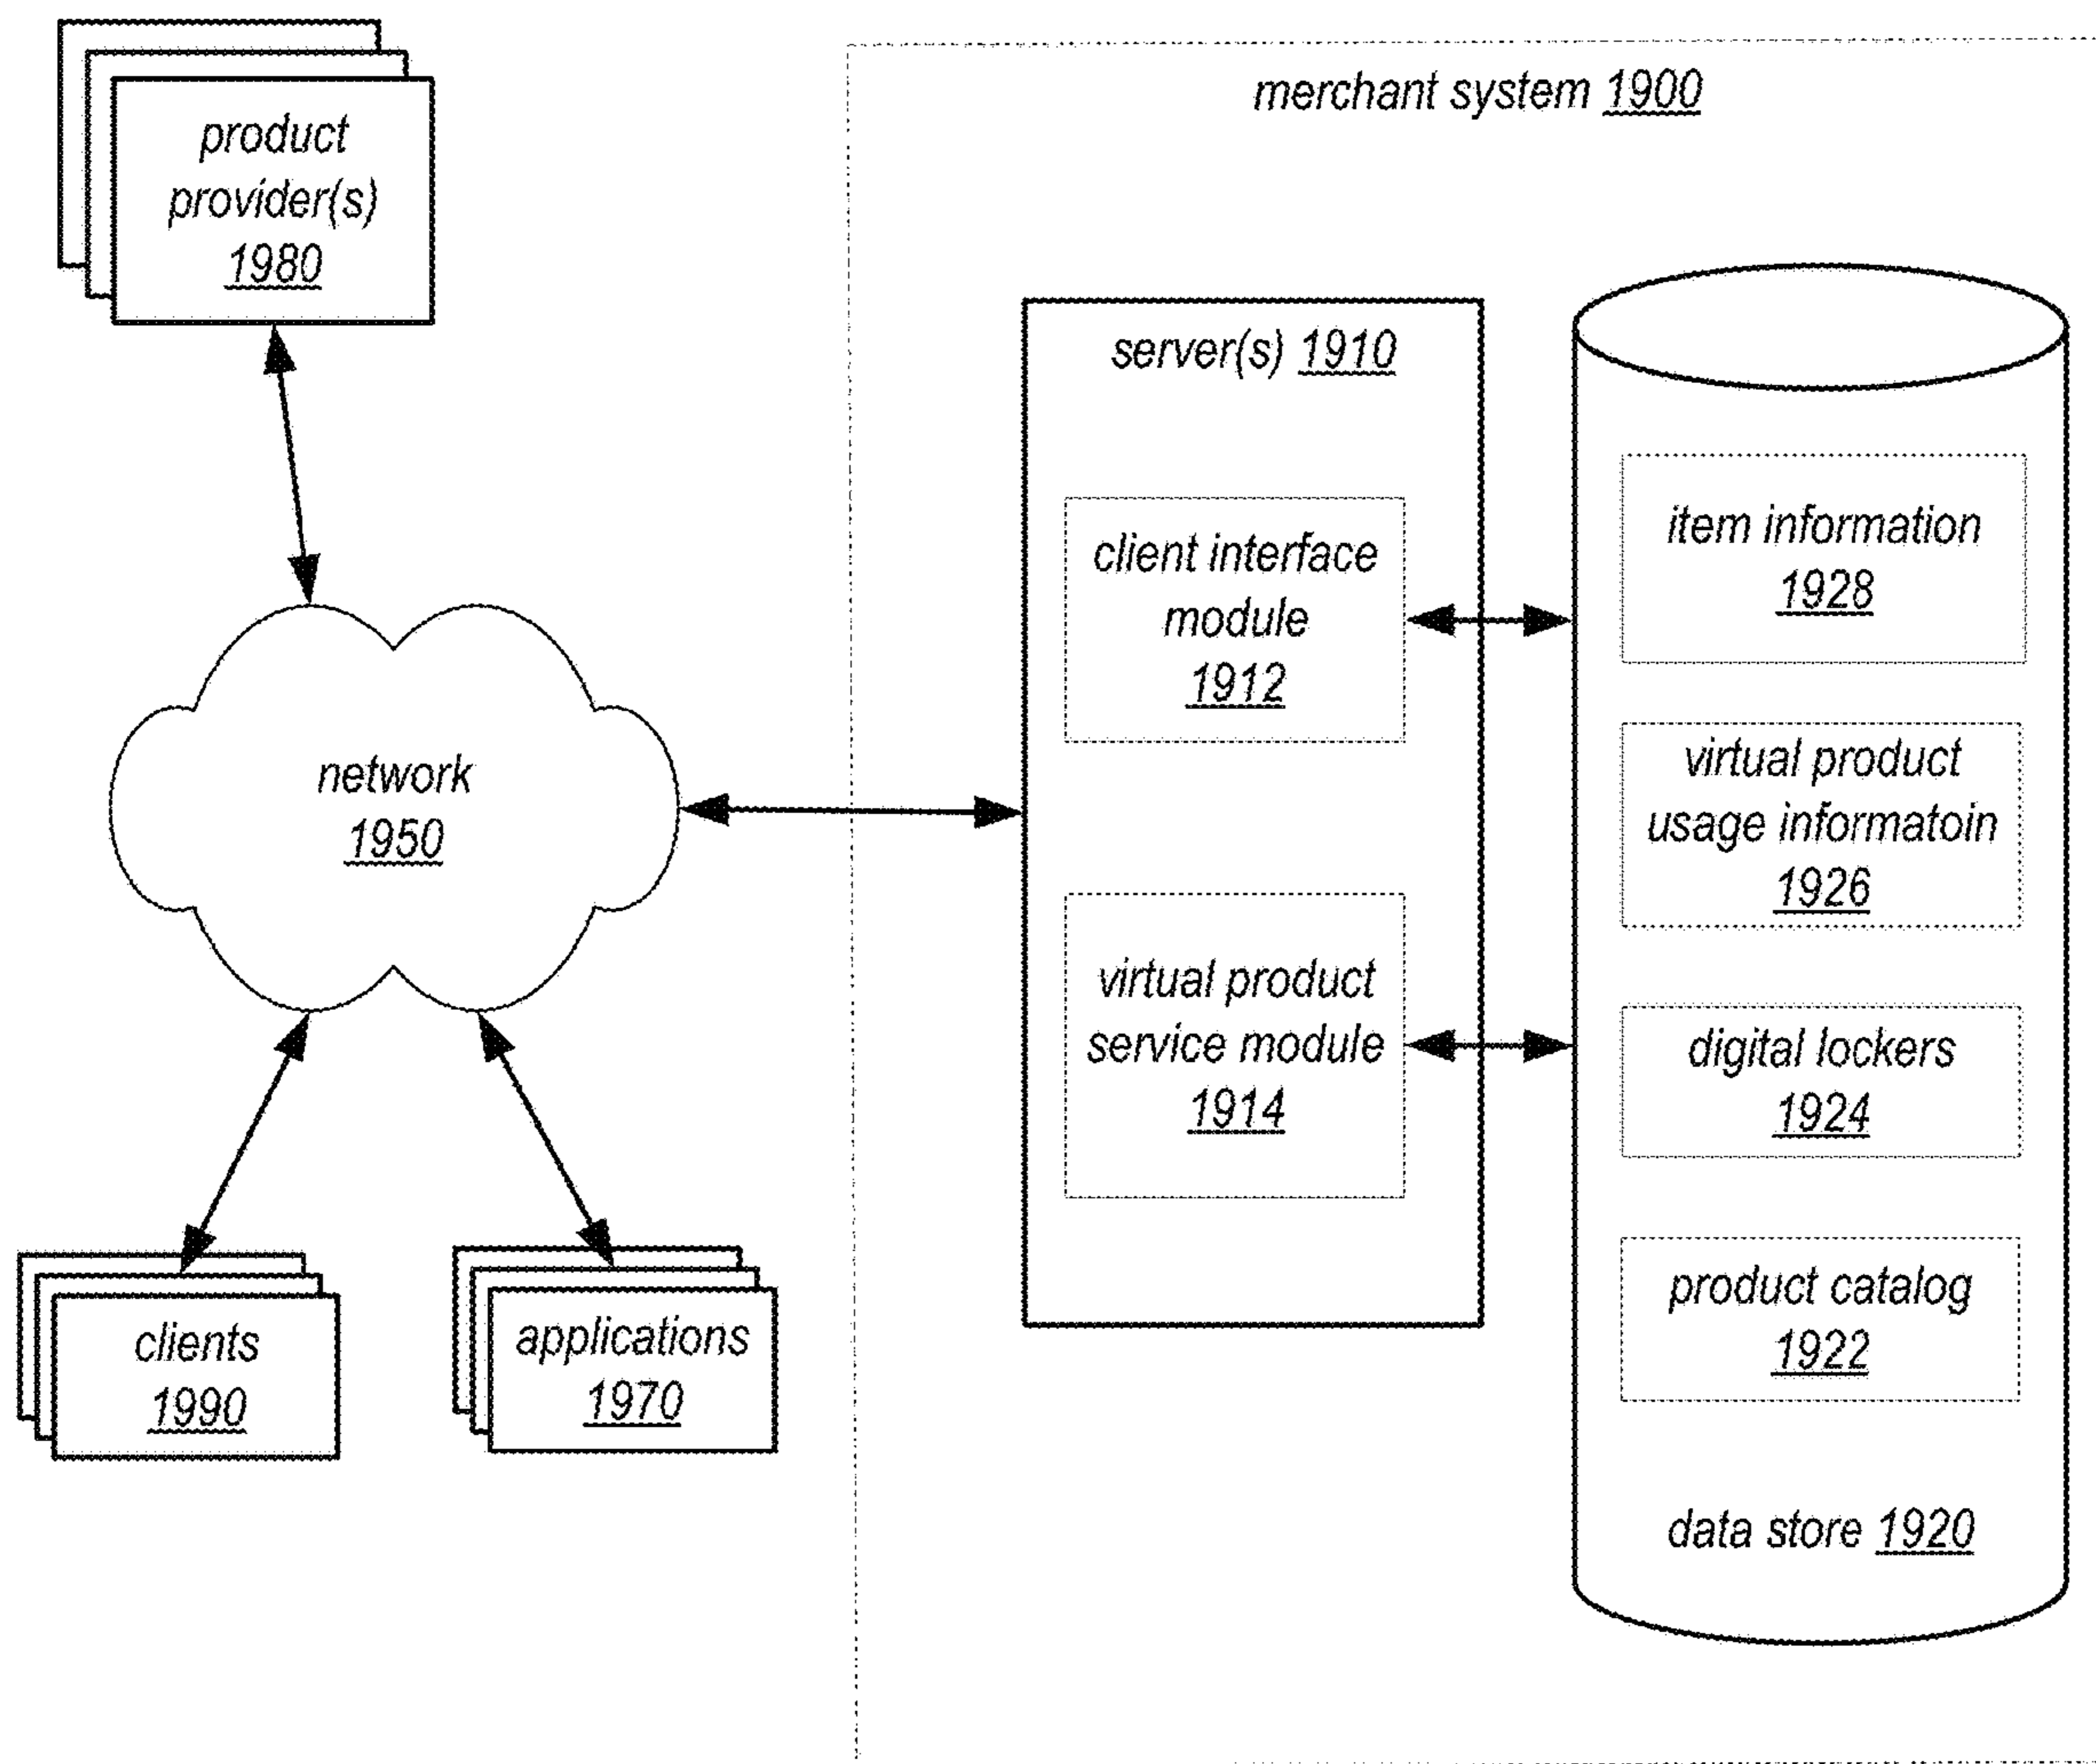 product
provider(s)
1980
network
1950
clients
1990
applications
1970
merchant system 1900
server(s) 1910
client interface
module
1912
virtual product
service module
1914
item information
1928
virtual product
usage informatoin
1926
digital lockers
1924
product catalog
1922
data store 1920